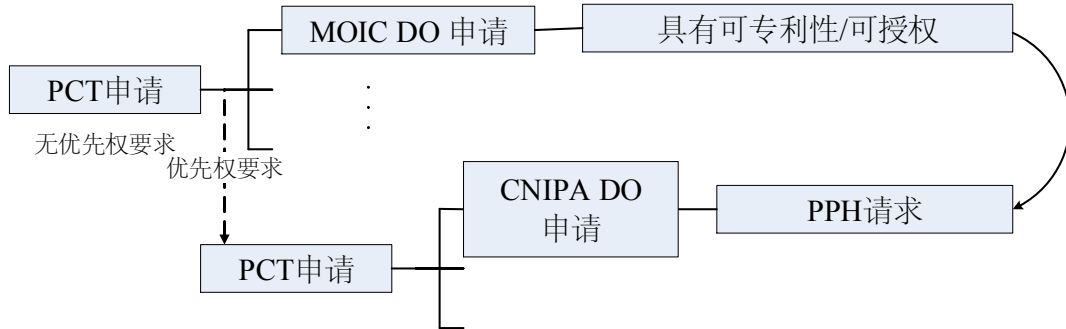 MOIC DO 申请
具有可专利性/可授权
PCT申请
无优先权要求
优先权要求
CNIPA DO
申请
PPH请求
PCT申请